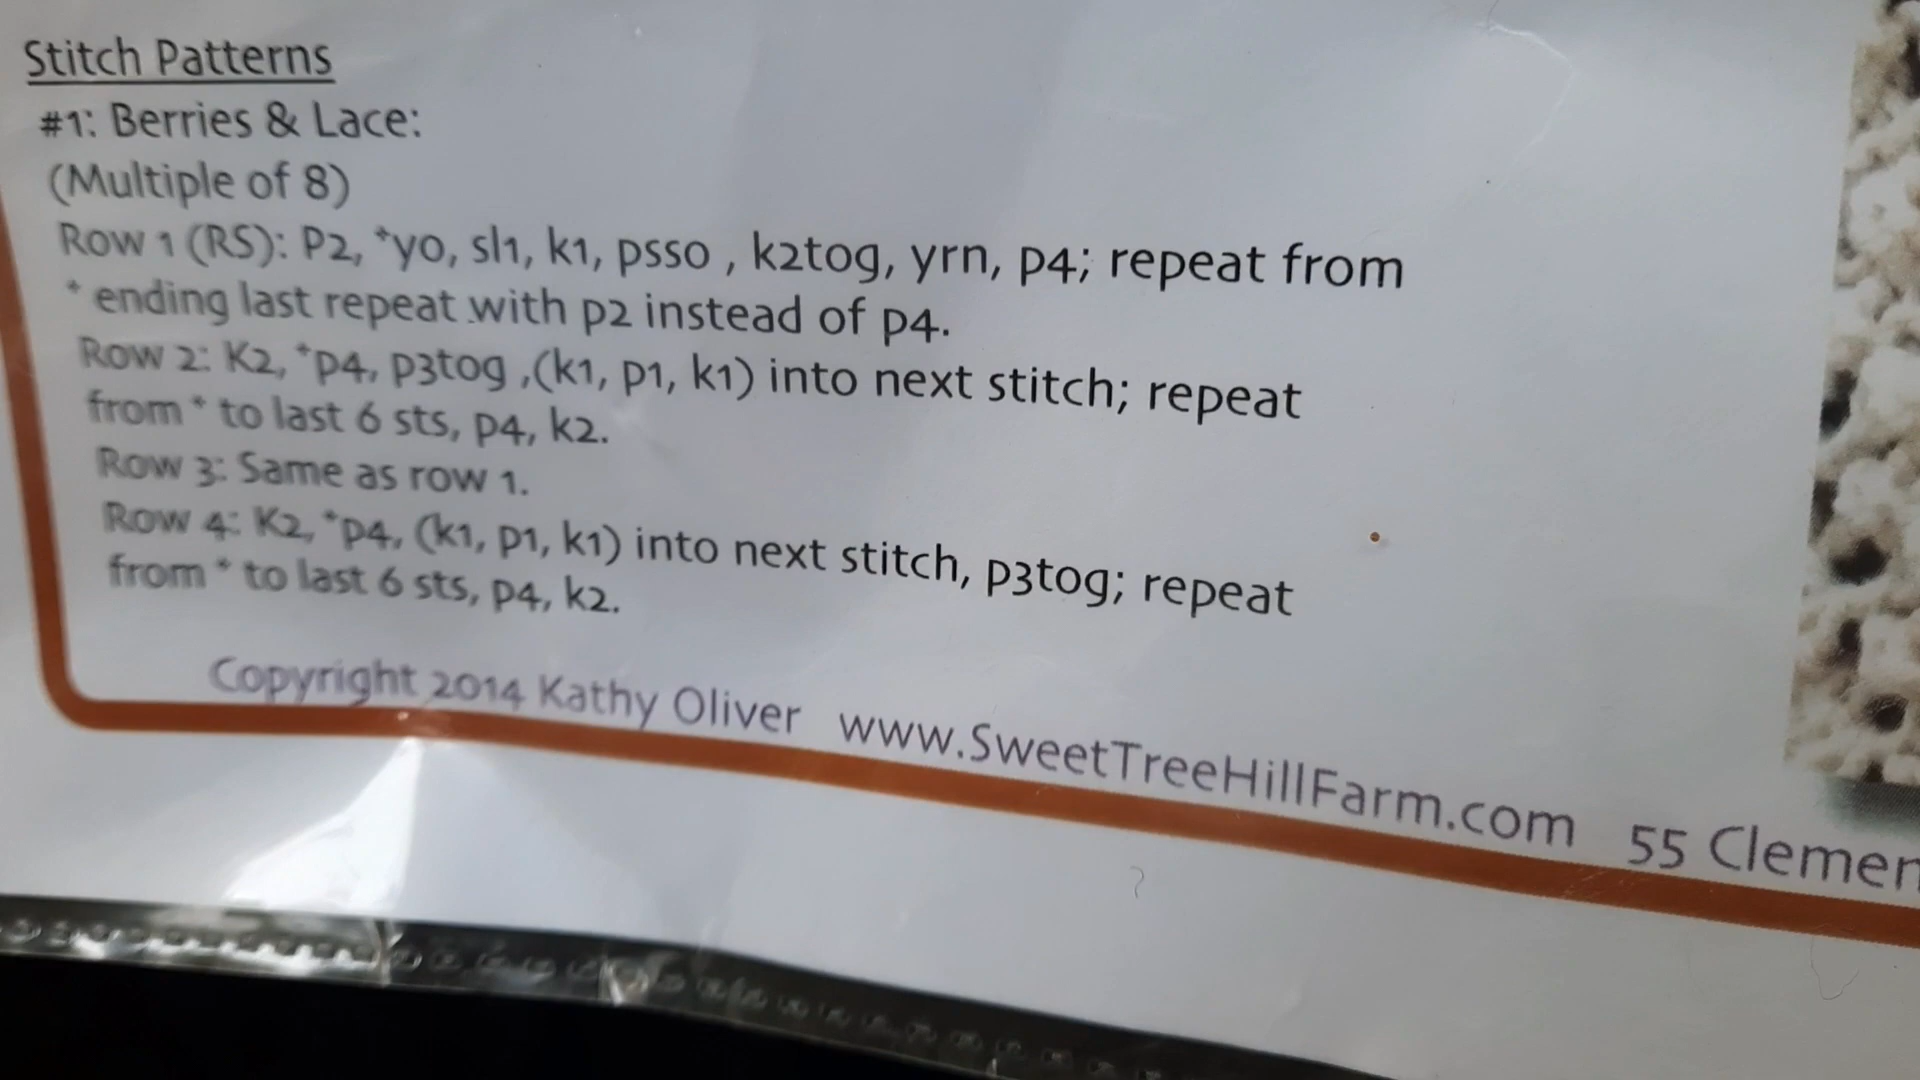 Stitch Patterns
#1: Berries & Lace:
(Multiple of 8)
Row 1 (RS): P2, *yo, sl1, k1, psso , k2tog, yrn, p4; repeat from
* ending last repeat with p2 instead of p4.
Row 2: K2, *p4, p3tog ,(k1, p1, k1) into next stitch; repeat
from * to last 6 sts, p4, k2.
Row 3: Same as row 1.
Row 4: K2, *p4, (k1, p1, k1) into next stitch, p3tog; repeat
from * to last 6 sts, p4, k2.
Copyright 2014 Kathy Oliver www.SweetTreeHillFarm.com 55